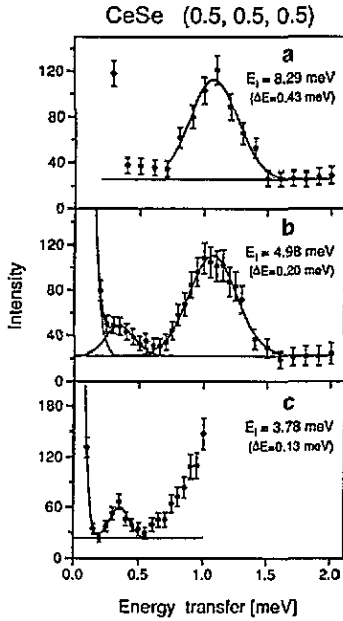 CeSe (0.5, 0.5, 0.5)
a
E_i = 8.29 meV
(ΔE=0.43 meV)
120
80
40
0
b
E_i = 4.98 meV
(ΔE=0.20 meV)
120
80
40
0
Intensity
c
E_i = 3.78 meV
(ΔE=0.13 meV)
180
120
60
0
0.0 0.5 1.0 1.5 2.0
Energy transfer [meV]